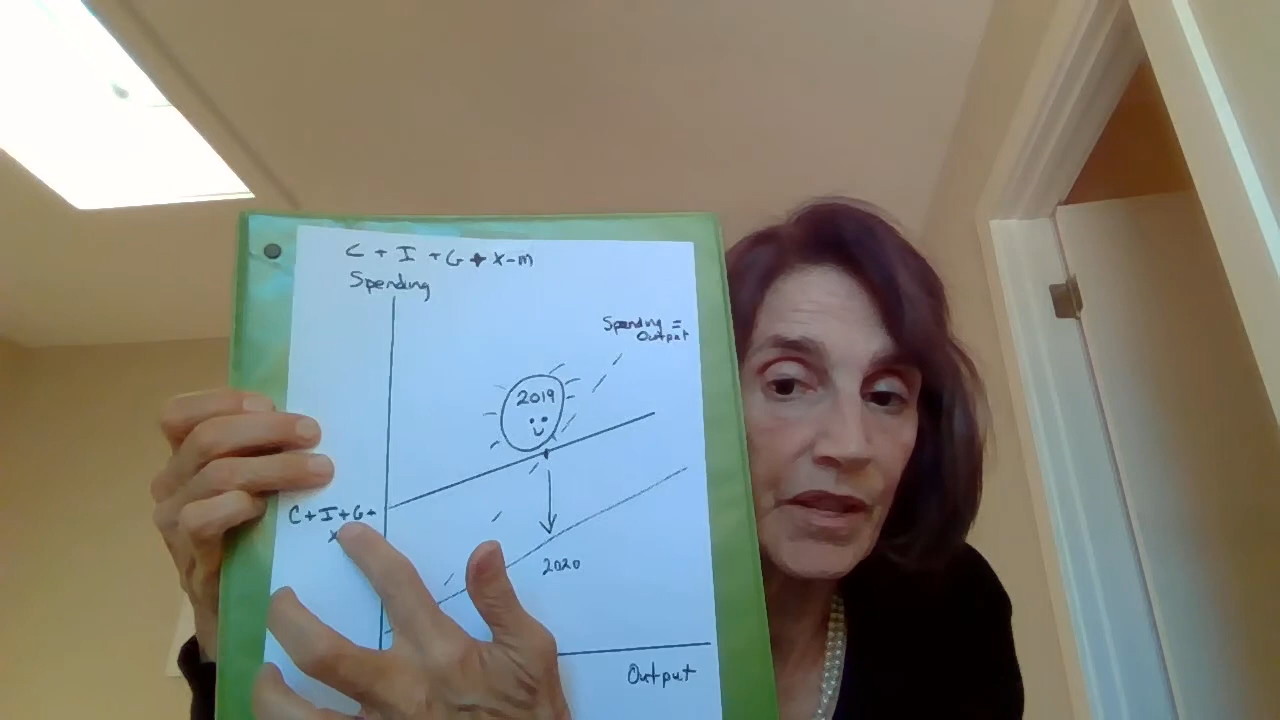 C + I + G + X - M
Spending
Spending =
Output
2019
C + I + G +
X
2020
Output